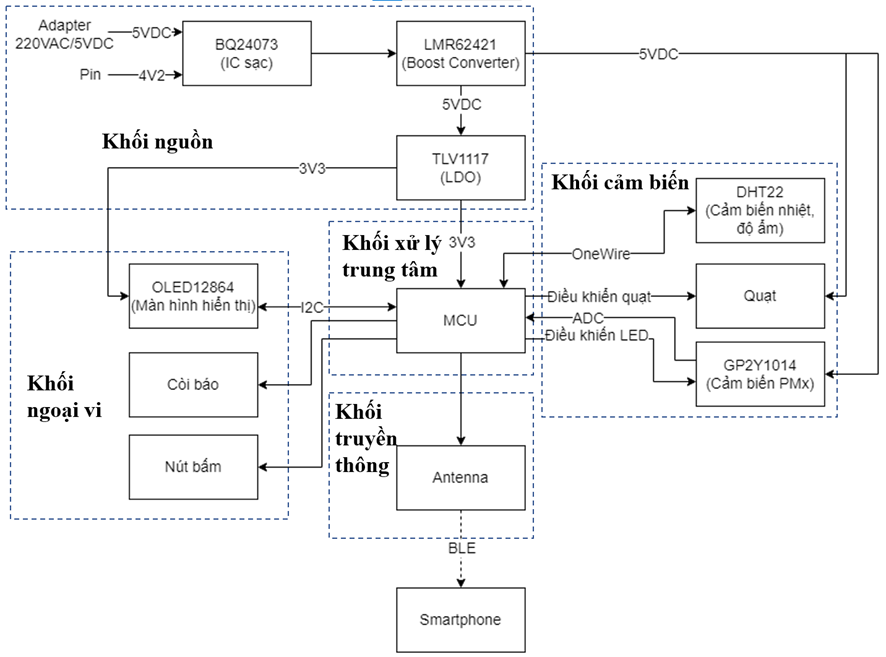 Adapter
220VAC/5VDC
5VDC
Pin
4V2
BQ24073
(IC sạc)
LMR62421
(Boost Converter)
5VDC
5VDC
Khối nguồn
TLV1117
(LDO)
3V3
3V3
Khối cảm biến
DHT22
(Cảm biến nhiệt,
độ ẩm)
OneWire
Khối xử lý
trung tâm
OLED12864
(Màn hình hiển thị)
I2C
MCU
Điều khiển quạt
Quạt
ADC
Điều khiển LED
GP2Y1014
(Cảm biến PMx)
Khối
ngoại vi
Còi báo
Nút bấm
Khối
truyền
thông
Antenna
BLE
Smartphone